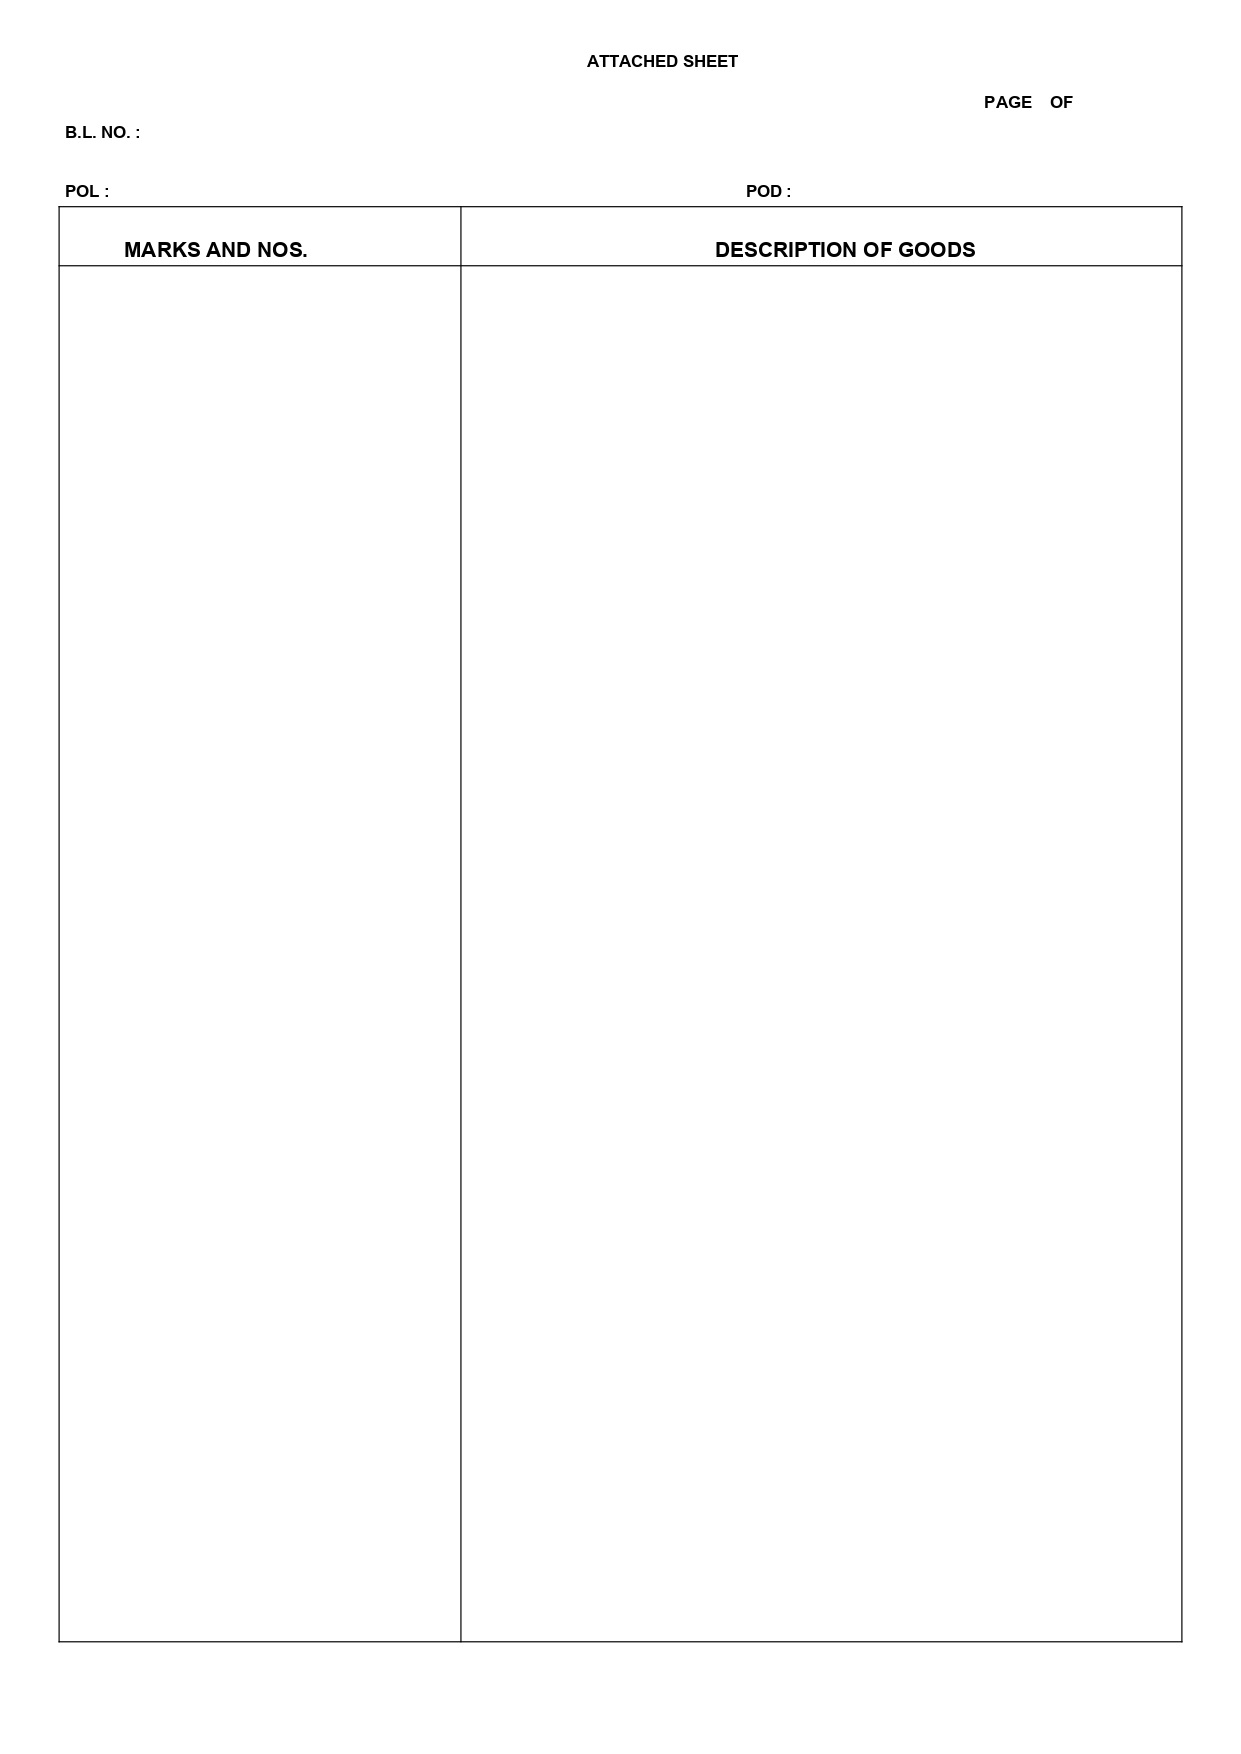 ATTACHED SHEET
PAGE OF
B.L. NO. :
POL : POD :
MARKS AND NOS. DESCRIPTION OF GOODS